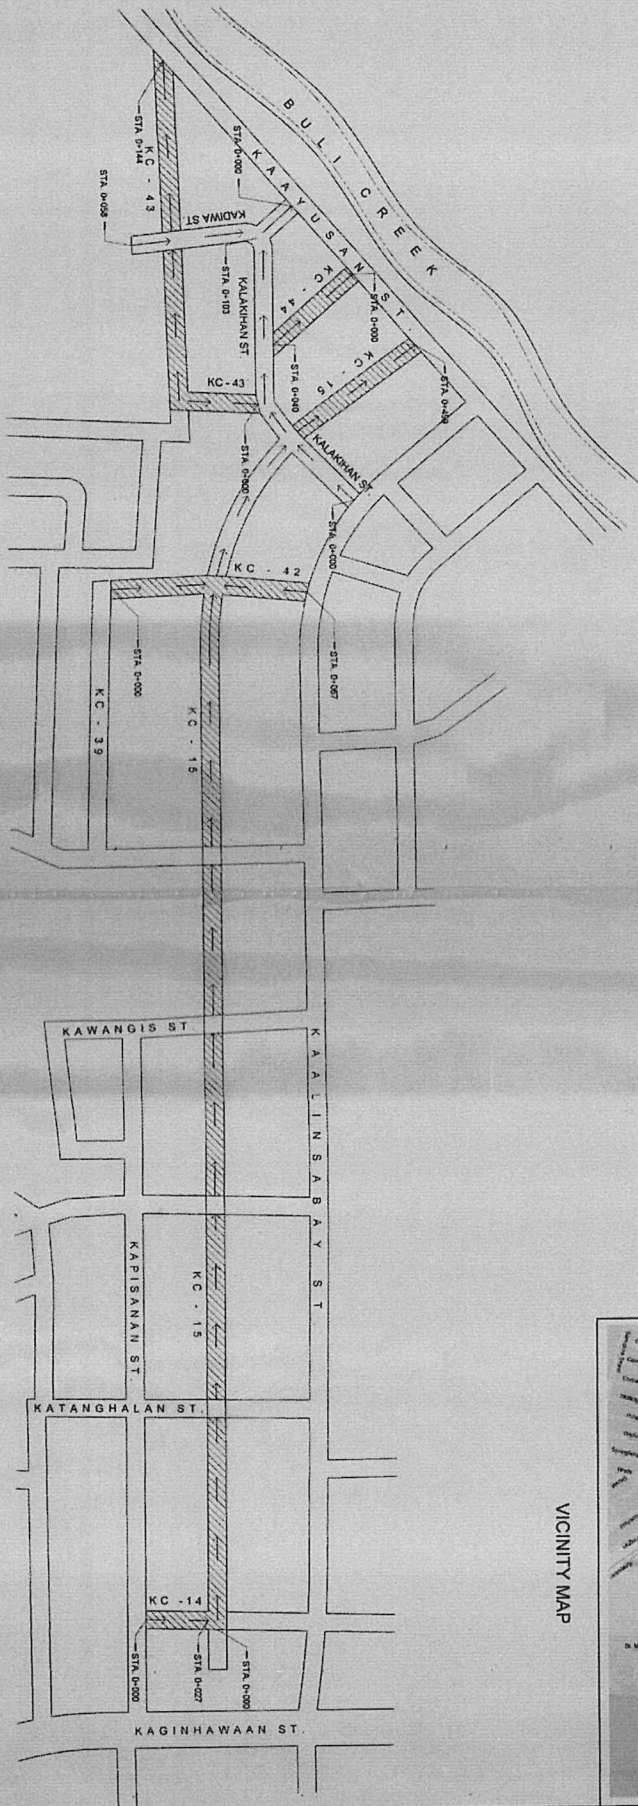 BULI CREEK
KAAYUSAN ST.
STA. 0+000
STA. 0+144
KC - 43
STA. 0+058
KADIWA ST
STA. 0+103
KALAKIHAN ST.
KC - 44
STA. 0+000
KC - 15
STA. 0+040
STA. 0+459
KC-43
STA. 0+000
KALAKIHAN ST.
STA. 0+000
KC - 42
STA. 0+000
STA. 0+067
KC - 39
KC - 15
KAWANGIS ST
KAALINSABAY ST
KAPISANAN ST.
KC - 15
KATANGHALAN ST.
VICINITY MAP
KC -14
STA. 0+000
STA. 0+027
STA. 0+000
KAGINHAWAAN ST.